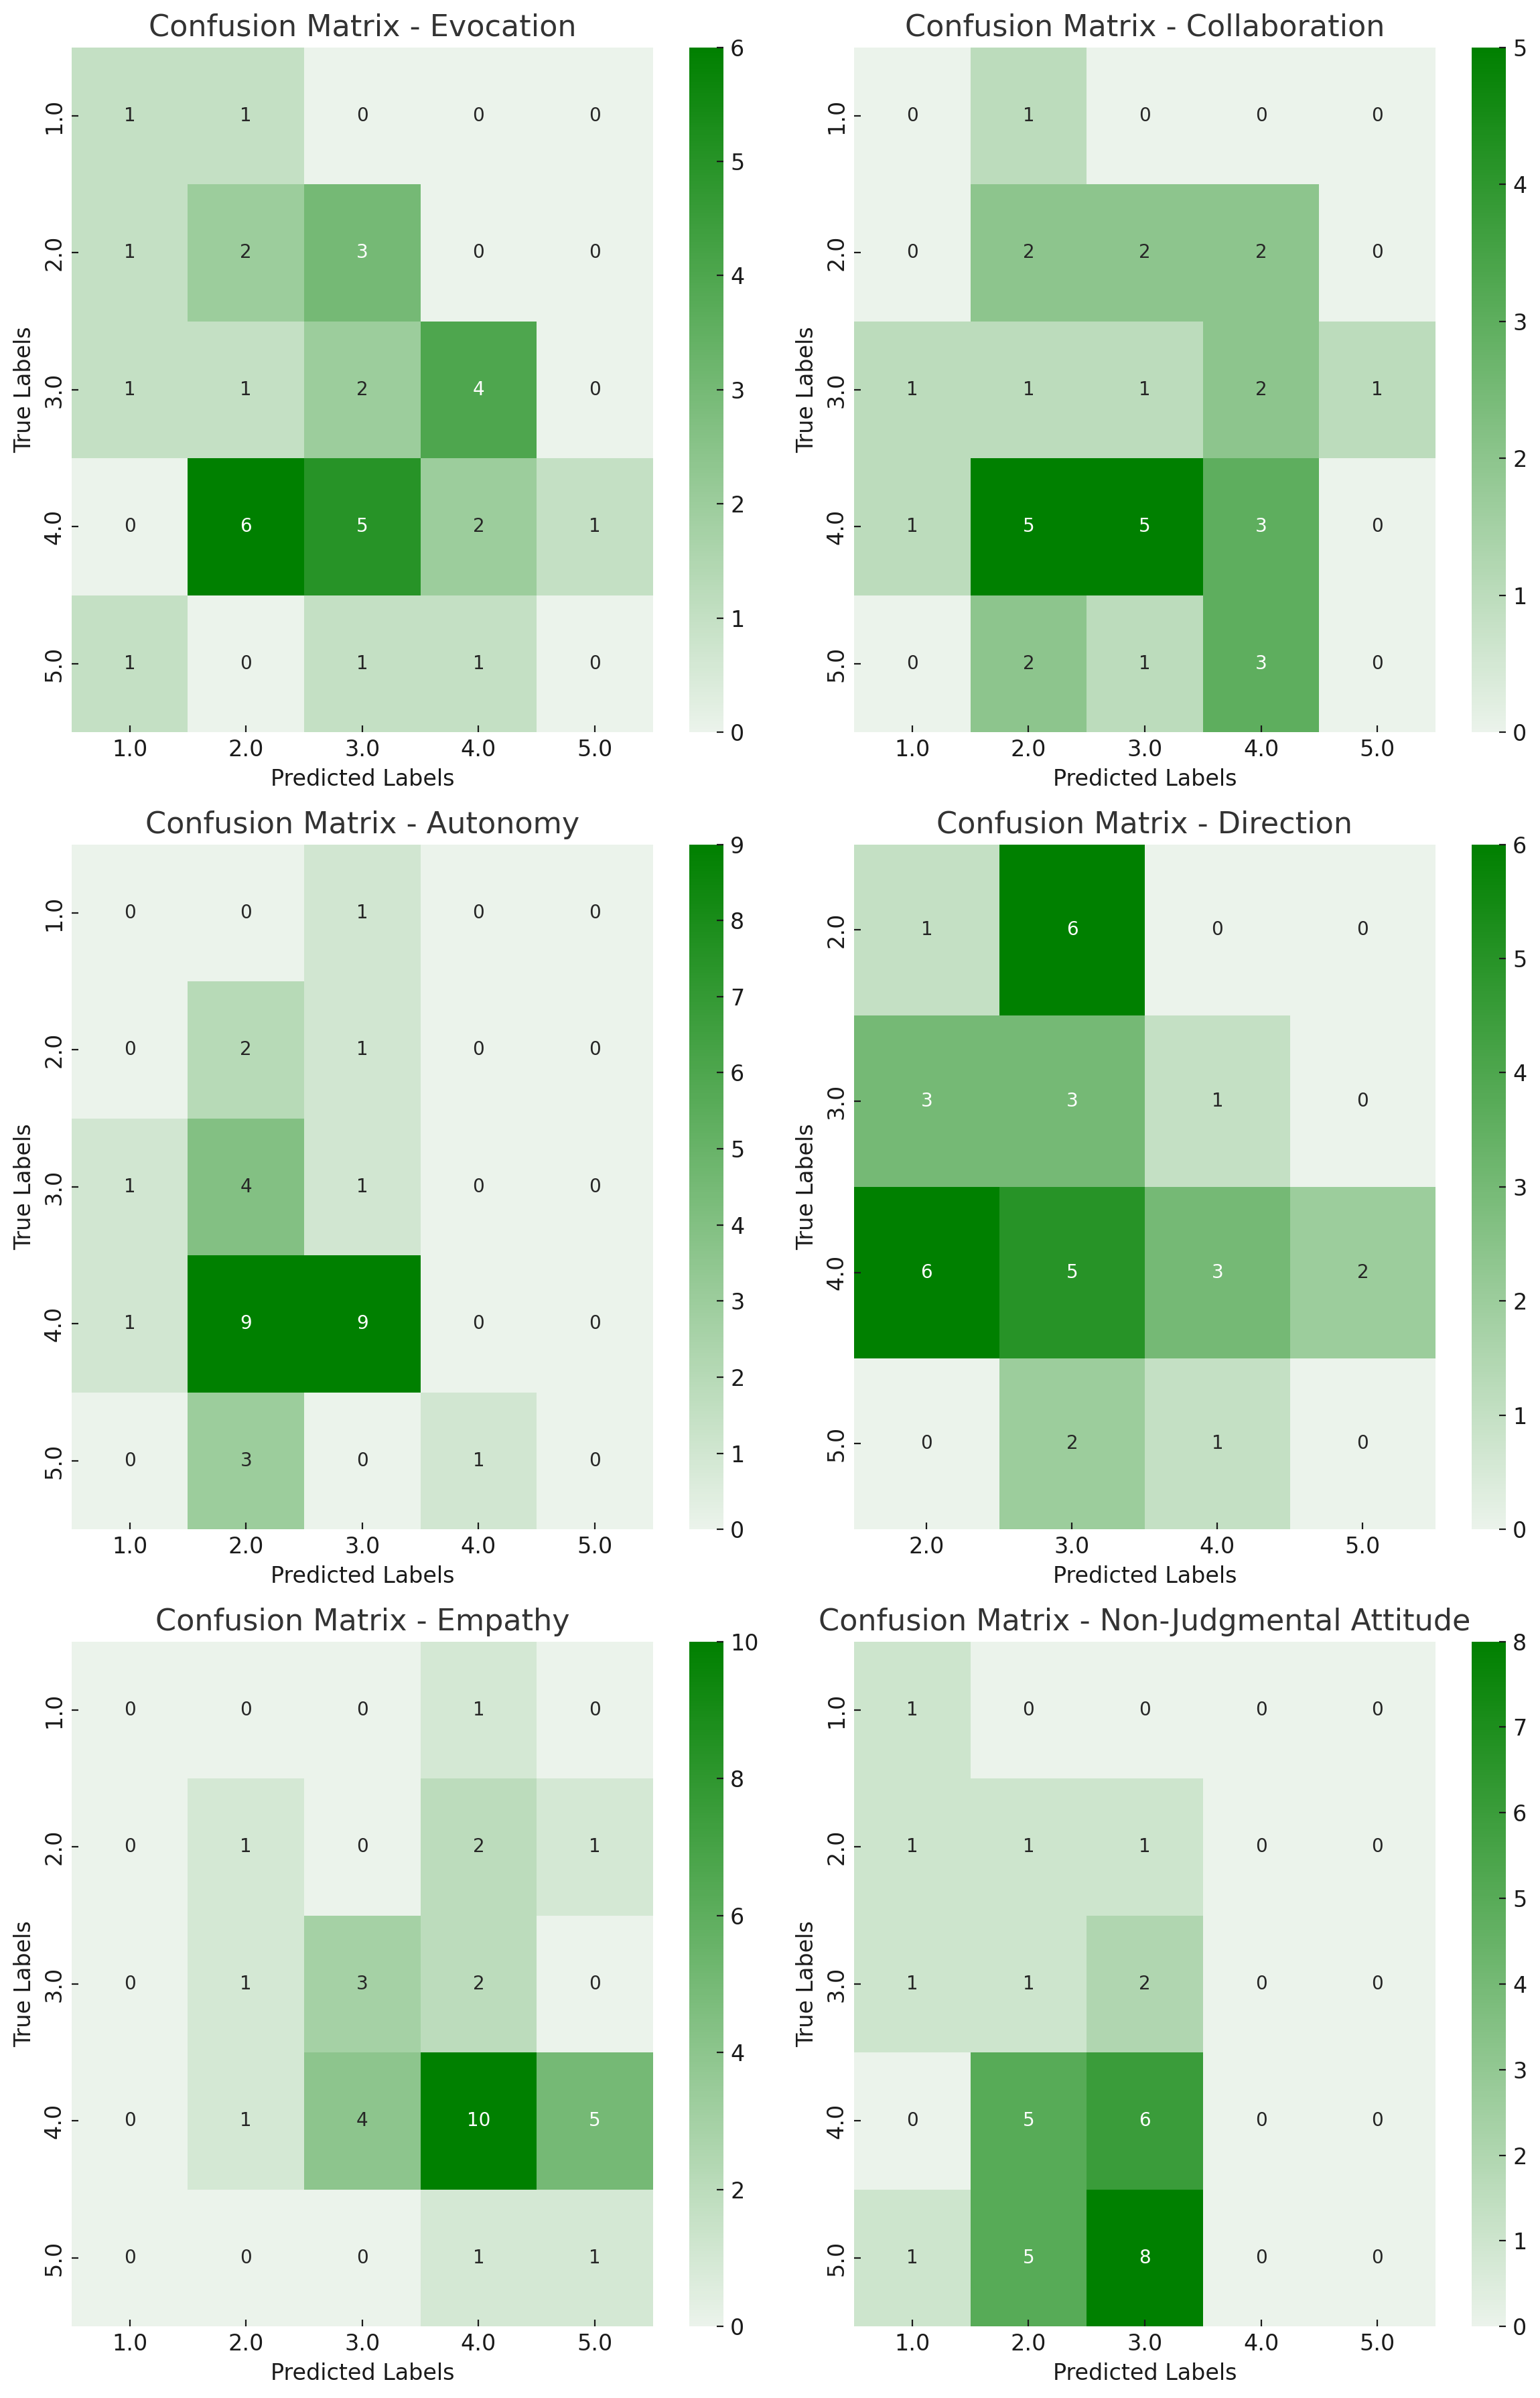 Confusion Matrix - Evocation
1.0 1 1 0 0 0
2.0 1 2 3 0 0
3.0 1 1 2 4 0
4.0 0 6 5 2 1
5.0 1 0 1 1 0
1.0 2.0 3.0 4.0 5.0
Predicted Labels
True Labels
6
5
4
3
2
1
0
Confusion Matrix - Collaboration
1.0 0 1 0 0 0
2.0 0 2 2 2 0
3.0 1 1 1 2 1
4.0 1 5 5 3 0
5.0 0 2 1 3 0
1.0 2.0 3.0 4.0 5.0
Predicted Labels
True Labels
5
4
3
2
1
0
Confusion Matrix - Autonomy
1.0 0 0 1 0 0
2.0 0 2 1 0 0
3.0 1 4 1 0 0
4.0 1 9 9 0 0
5.0 0 3 0 1 0
1.0 2.0 3.0 4.0 5.0
Predicted Labels
True Labels
9
8
7
6
5
4
3
2
1
0
Confusion Matrix - Direction
2.0 1 6 0 0
3.0 3 3 1 0
4.0 6 5 3 2
5.0 0 2 1 0
2.0 3.0 4.0 5.0
Predicted Labels
True Labels
6
5
4
3
2
1
0
Confusion Matrix - Empathy
1.0 0 0 0 1 0
2.0 0 1 0 2 1
3.0 0 1 3 2 0
4.0 0 1 4 10 5
5.0 0 0 0 1 1
1.0 2.0 3.0 4.0 5.0
Predicted Labels
True Labels
10
8
6
4
2
0
Confusion Matrix - Non-Judgmental Attitude
1.0 1 0 0 0 0
2.0 1 1 1 0 0
3.0 1 1 2 0 0
4.0 0 5 6 0 0
5.0 1 5 8 0 0
1.0 2.0 3.0 4.0 5.0
Predicted Labels
True Labels
8
7
6
5
4
3
2
1
0